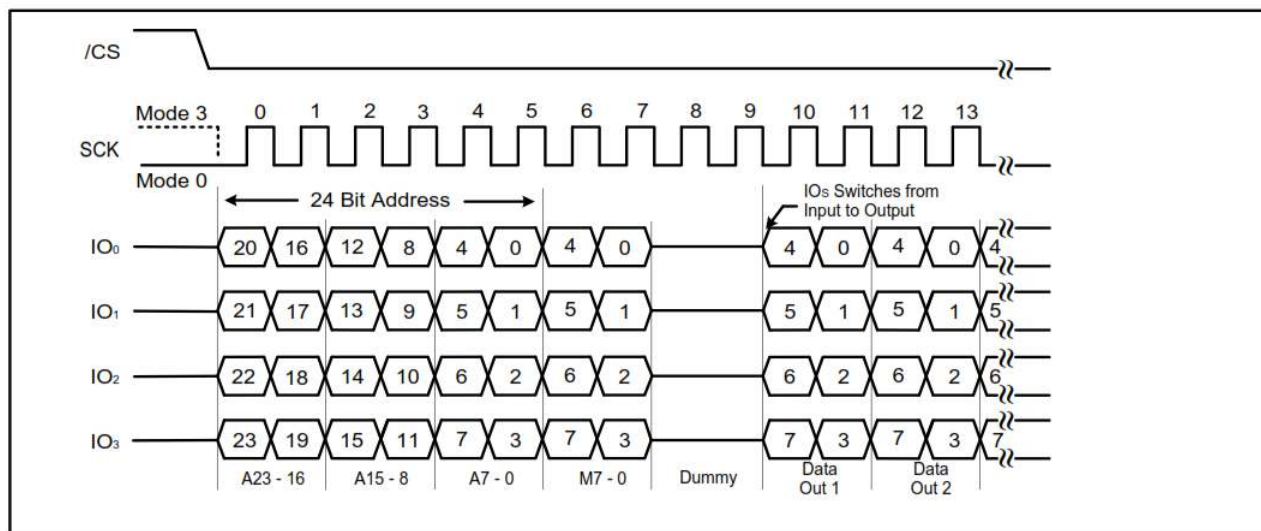 /CS
Mode 3
0 1 2 3 4 5 6 7 8 9 10 11 12 13
SCK
Mode 0
24 Bit Address
IOs Switches from
Input to Output
IO0 20 16 12 8 4 0 4 0 4 0 4 0 4
IO1 21 17 13 9 5 1 5 1 5 1 5 1 5
IO2 22 18 14 10 6 2 6 2 6 2 6 2 6
IO3 23 19 15 11 7 3 7 3 7 3 7 3 7
A23 - 16 A15 - 8 A7 - 0 M7 - 0 Dummy Data Out 1 Data Out 2